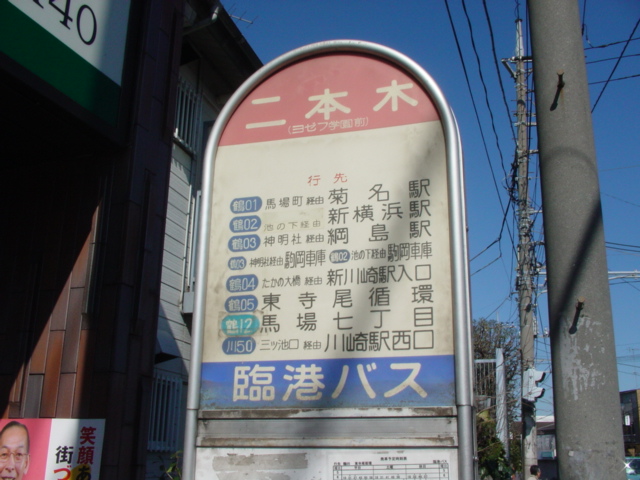 140
二本木
(ヨゼフ学園前)
行先
鶴01 馬場町 経由 菊名駅
鶴02 池の下経由 新横浜駅
鶴03 神明社 経由 綱島駅
鶴03 神明社経由 駒岡車庫 鶴02 池の下経由 駒岡車庫
鶴04 たかの大橋 経由 新川崎駅入口
鶴05 東寺尾循環
鶴17 馬場七丁目
川50 三ツ池口 経由 川崎駅西口
臨港バス
笑顔の
街づ